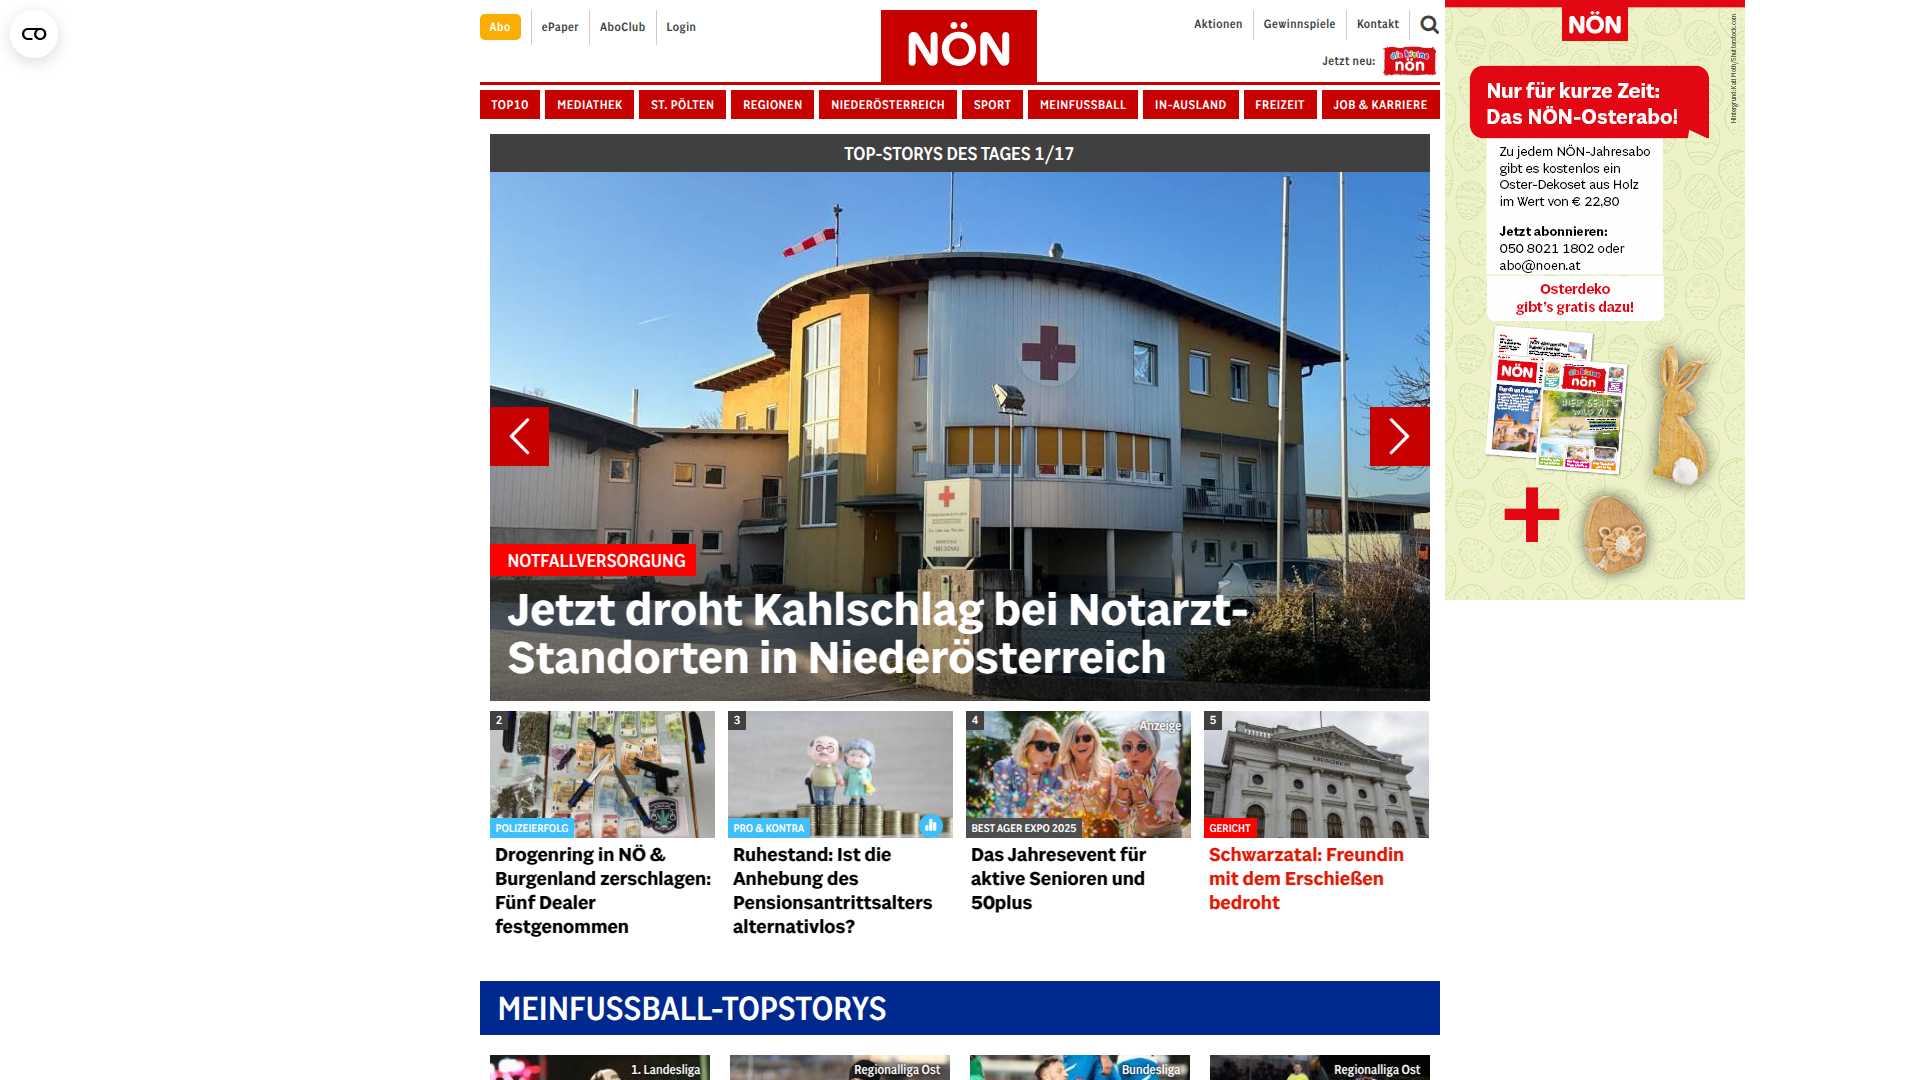 Abo
ePaper
AboClub
Login
NÖN
Aktionen
Gewinnspiele
Kontakt
Jetzt neu:
die kleine
nön
TOP10
MEDIATHEK
ST. PÖLTEN
REGIONEN
NIEDERÖSTERREICH
SPORT
MEINFUSSBALL
IN-AUSLAND
FREIZEIT
JOB & KARRIERE
TOP-STORYS DES TAGES 1/17
NOTFALLVERSORGUNG
Jetzt droht Kahlschlag bei Notarzt-
Standorten in Niederösterreich
2
POLIZEIERFOLG
Drogenring in NÖ &
Burgenland zerschlagen:
Fünf Dealer
festgenommen
3
PRO & KONTRA
Ruhestand: Ist die
Anhebung des
Pensionsantrittsalters
alternativlos?
4
Anzeige
BEST AGER EXPO 2025
Das Jahresevent für
aktive Senioren und
50plus
5
GERICHT
Schwarzatal: Freundin
mit dem Erschießen
bedroht
MEINFUSSBALL-TOPSTORYS
1. Landesliga
Regionalliga Ost
Bundesliga
Regionalliga Ost
NÖN
Nur für kurze Zeit:
Das NÖN-Osterabo!
Zu jedem NÖN-Jahresabo
gibt es kostenlos ein
Oster-Dekoset aus Holz
im Wert von € 22,80
Jetzt abonnieren:
050 8021 1802 oder
abo@noen.at
Osterdeko
gibt's gratis dazu!
NÖN
die kleine
nön